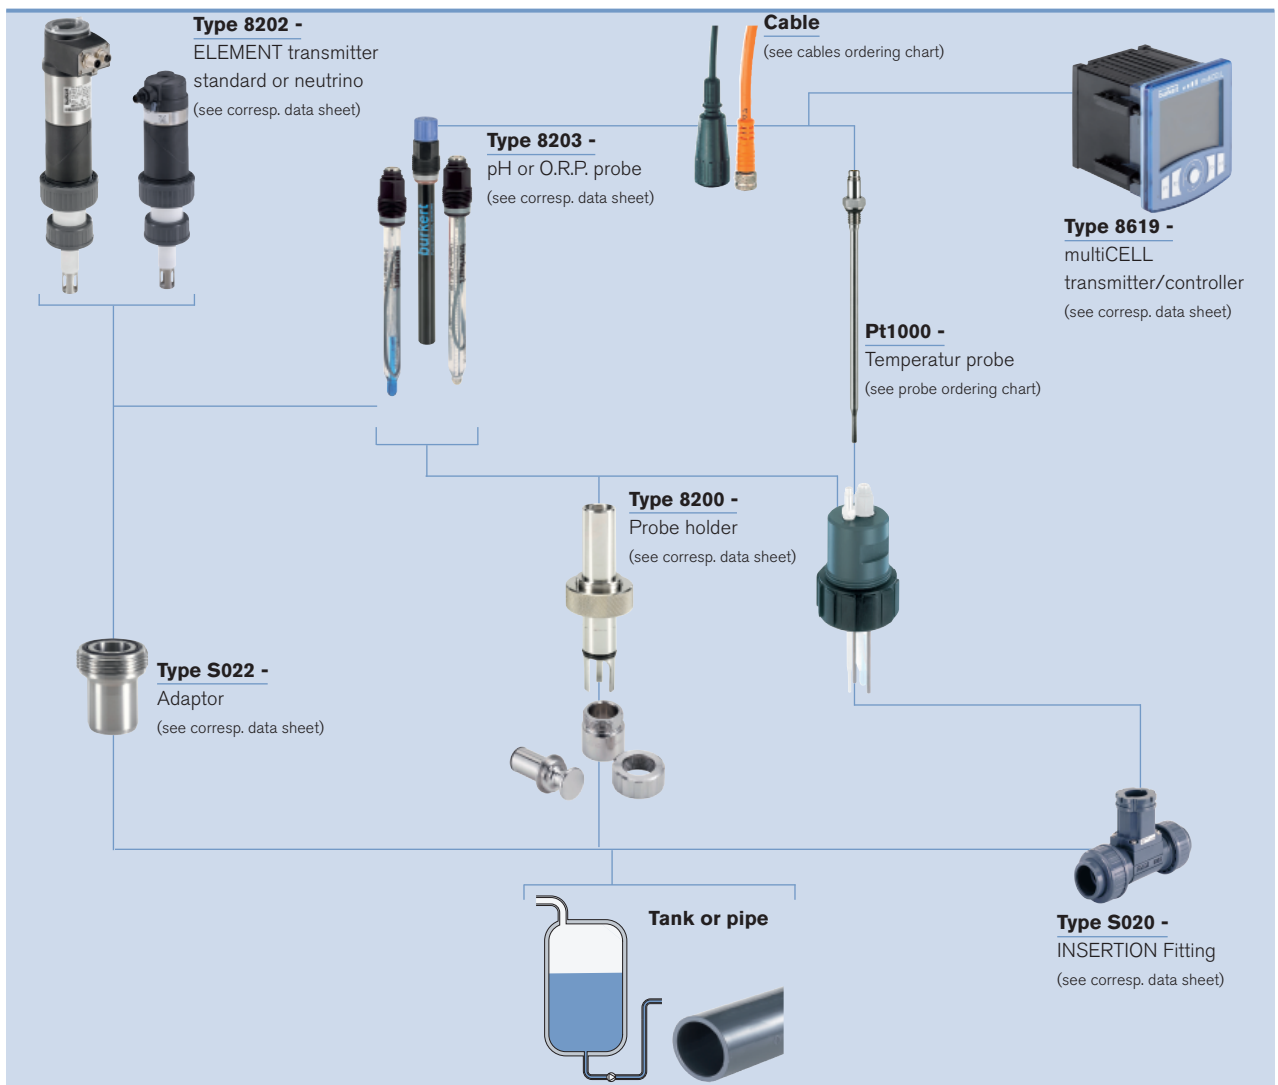 Type 8202 -
ELEMENT transmitter
standard or neutrino
(see corresp. data sheet)
Cable
(see cables ordering chart)
Type 8203 -
pH or O.R.P. probe
(see corresp. data sheet)
burkert
Type 8619 -
multiCELL
transmitter/controller
(see corresp. data sheet)
Pt1000 -
Temperatur probe
(see probe ordering chart)
Type 8200 -
Probe holder
(see corresp. data sheet)
Type S022 -
Adaptor
(see corresp. data sheet)
Tank or pipe
Type S020 -
INSERTION Fitting
(see corresp. data sheet)